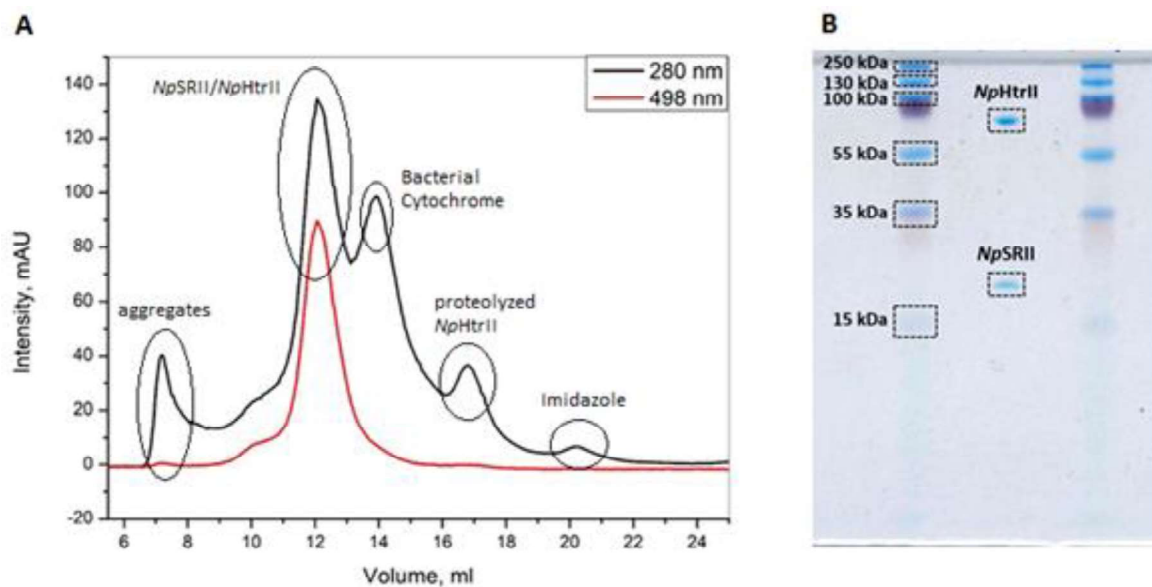 A
B
140
120
100
80
60
40
20
0
-20
Intensity, mAU
6 8 10 12 14 16 18 20 22 24
Volume, ml
280 nm
498 nm
NpSRII/NpHtrII
Bacterial
Cytochrome
aggregates
proteolyzed
NpHtrII
Imidazole
250 kDa
130 kDa
100 kDa
55 kDa
35 kDa
15 kDa
NpHtrII
NpSRII